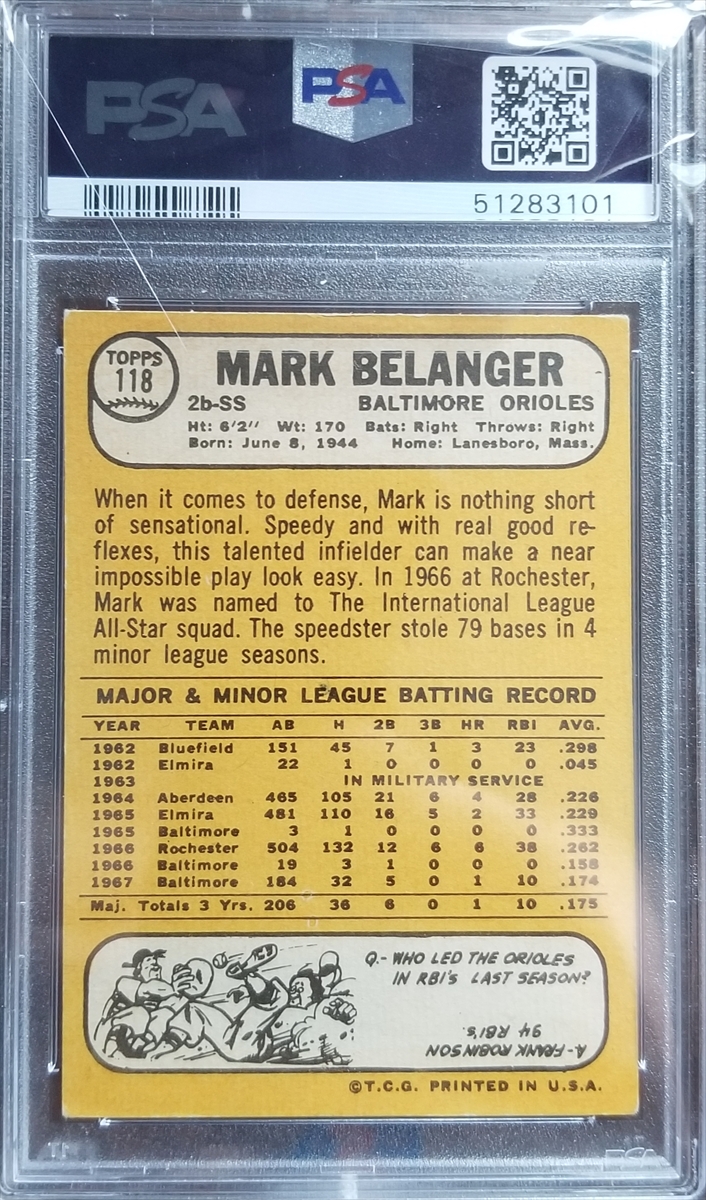 PSA PSA
51283101
TOPPS
118
MARK BELANGER
2b-SS BALTIMORE ORIOLES
Ht: 6'2" Wt: 170 Bats: Right Throws: Right
Born: June 8, 1944 Home: Lanesboro, Mass.
When it comes to defense, Mark is nothing short
of sensational. Speedy and with real good re-
flexes, this talented infielder can make a near
impossible play look easy. In 1966 at Rochester,
Mark was named to The International League
All-Star squad. The speedster stole 79 bases in 4
minor league seasons.
MAJOR & MINOR LEAGUE BATTING RECORD
YEAR TEAM AB H 2B 3B HR RBI AVG.
1962 Bluefield 151 45 7 1 3 23 .298
1962 Elmira 22 1 0 0 0 0 .045
1963 IN MILITARY SERVICE
1964 Aberdeen 465 105 21 6 4 28 .226
1965 Elmira 481 110 16 5 2 33 .229
1965 Baltimore 3 1 0 0 0 0 .333
1966 Rochester 504 132 12 6 6 38 .262
1966 Baltimore 19 3 1 0 0 0 .158
1967 Baltimore 184 32 5 0 1 10 .174
Maj. Totals 3 Yrs. 206 36 6 0 1 10 .175
Q.- WHO LED THE ORIOLES
IN RBI's LAST SEASON?
A- FRANK ROBINSON
94 RBI's.
©T.C.G. PRINTED IN U.S.A.
PSA